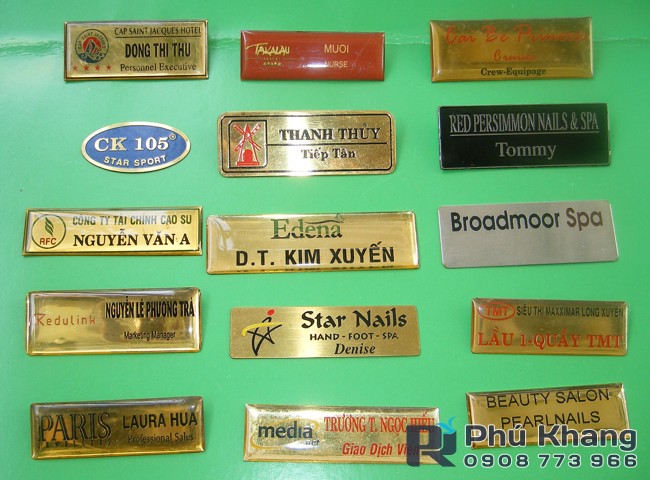 CAP SAINT JACQUES HOTEL
DONG THI THU
Personnel Executive
TAKALAU
MUOI
NURSE
Crew-Equipage
CK 105®
STAR SPORT
THANH THỦY
Tiếp Tân
RED PERSIMMON NAILS & SPA
Tommy
RFC
CÔNG TY TÀI CHÍNH CAO SU
NGUYỄN VĂN A
Edena
D.T. KIM XUYẾN
Broadmoor Spa
Redulink
NGUYỄN LÊ PHƯƠNG TRÀ
Marketing Manager
Star Nails
HAND - FOOT - SPA
Denise
TMT
SIÊU THỊ MAXXIMAR LONG XUYÊN
LẦU 1 - QUẦY TMT
PARIS
LAURA HUA
Professional Sales
media
TRƯƠNG T. NGỌC HIẾU
Giao Dịch Viên
BEAUTY SALON
PEARLNAILS
Phú Khang
0908 773 966